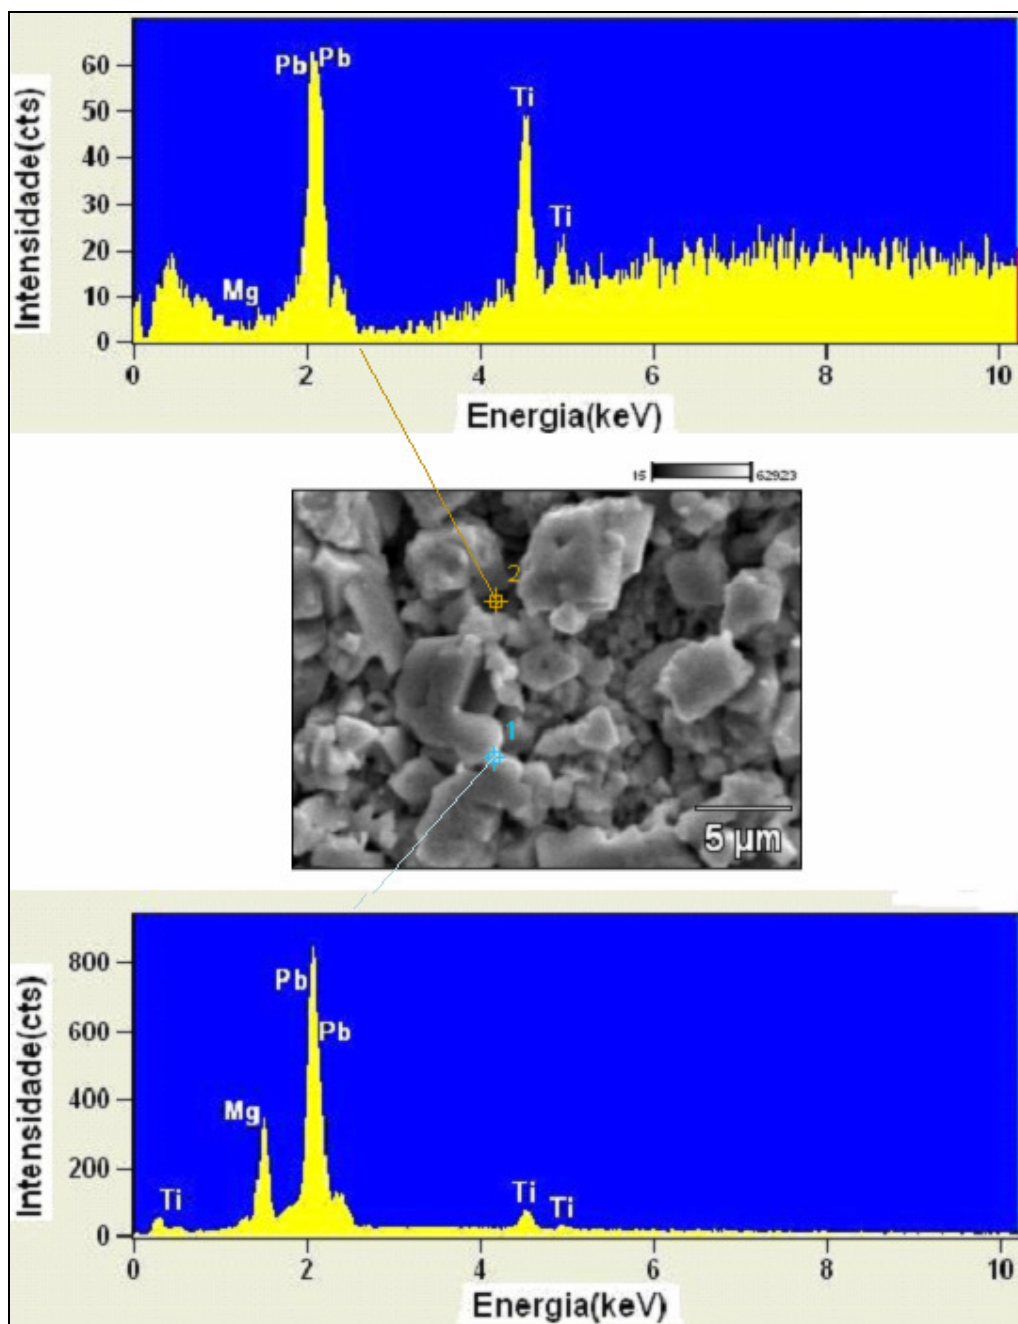 Intensidade(cts)
60
50
40
30
20
10
0
Pb Pb
Ti
Ti
Mg
0 2 4 6 8 10
Energia(keV)
15 62923
2
1
5 µm
Intensidade(cts)
800
600
400
200
0
Pb
Pb
Mg
Ti
Ti Ti
0 2 4 6 8 10
Energia(keV)